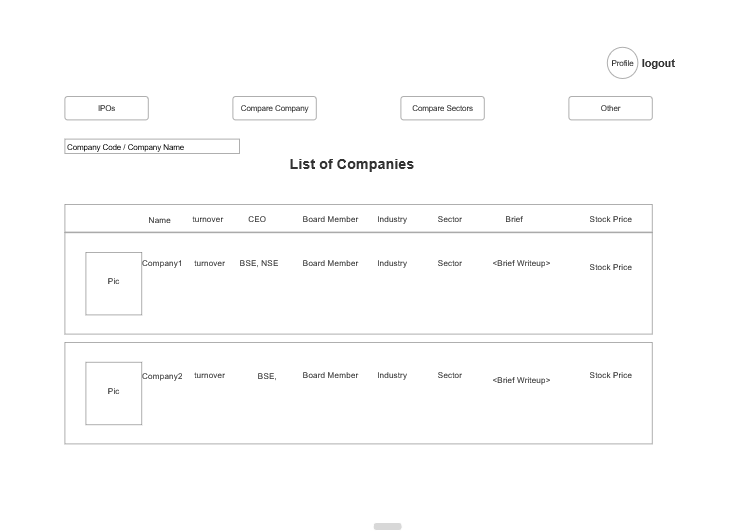 Profile logout
IPOs Compare Company Compare Sectors Other
Company Code / Company Name
List of Companies
Name turnover CEO Board Member Industry Sector Brief Stock Price
Pic Company1 turnover BSE, NSE Board Member Industry Sector <Brief Writeup> Stock Price
Pic Company2 turnover BSE, Board Member Industry Sector <Brief Writeup> Stock Price